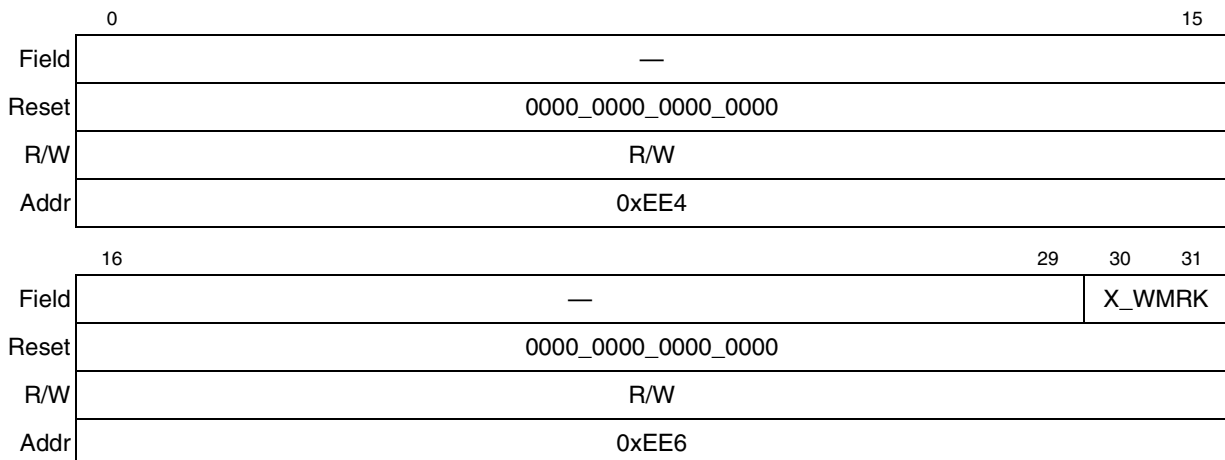 0 15
Field —
Reset 0000_0000_0000_0000
R/W R/W
Addr 0xEE4
16 29 30 31
Field — X_WMRK
Reset 0000_0000_0000_0000
R/W R/W
Addr 0xEE6